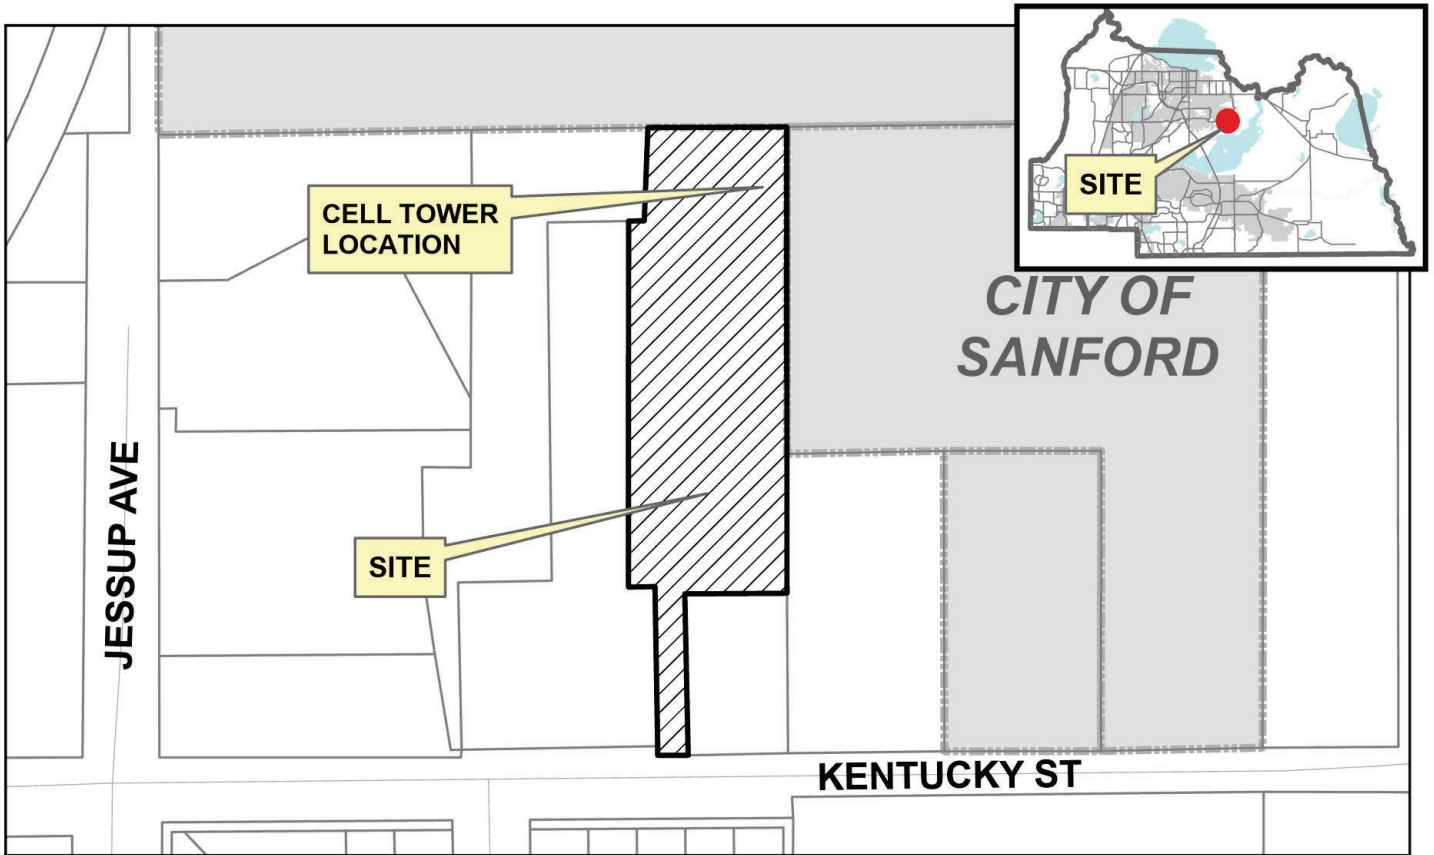 SITE
CELL TOWER
LOCATION
CITY OF
SANFORD
SITE
JESSUP AVE
KENTUCKY ST